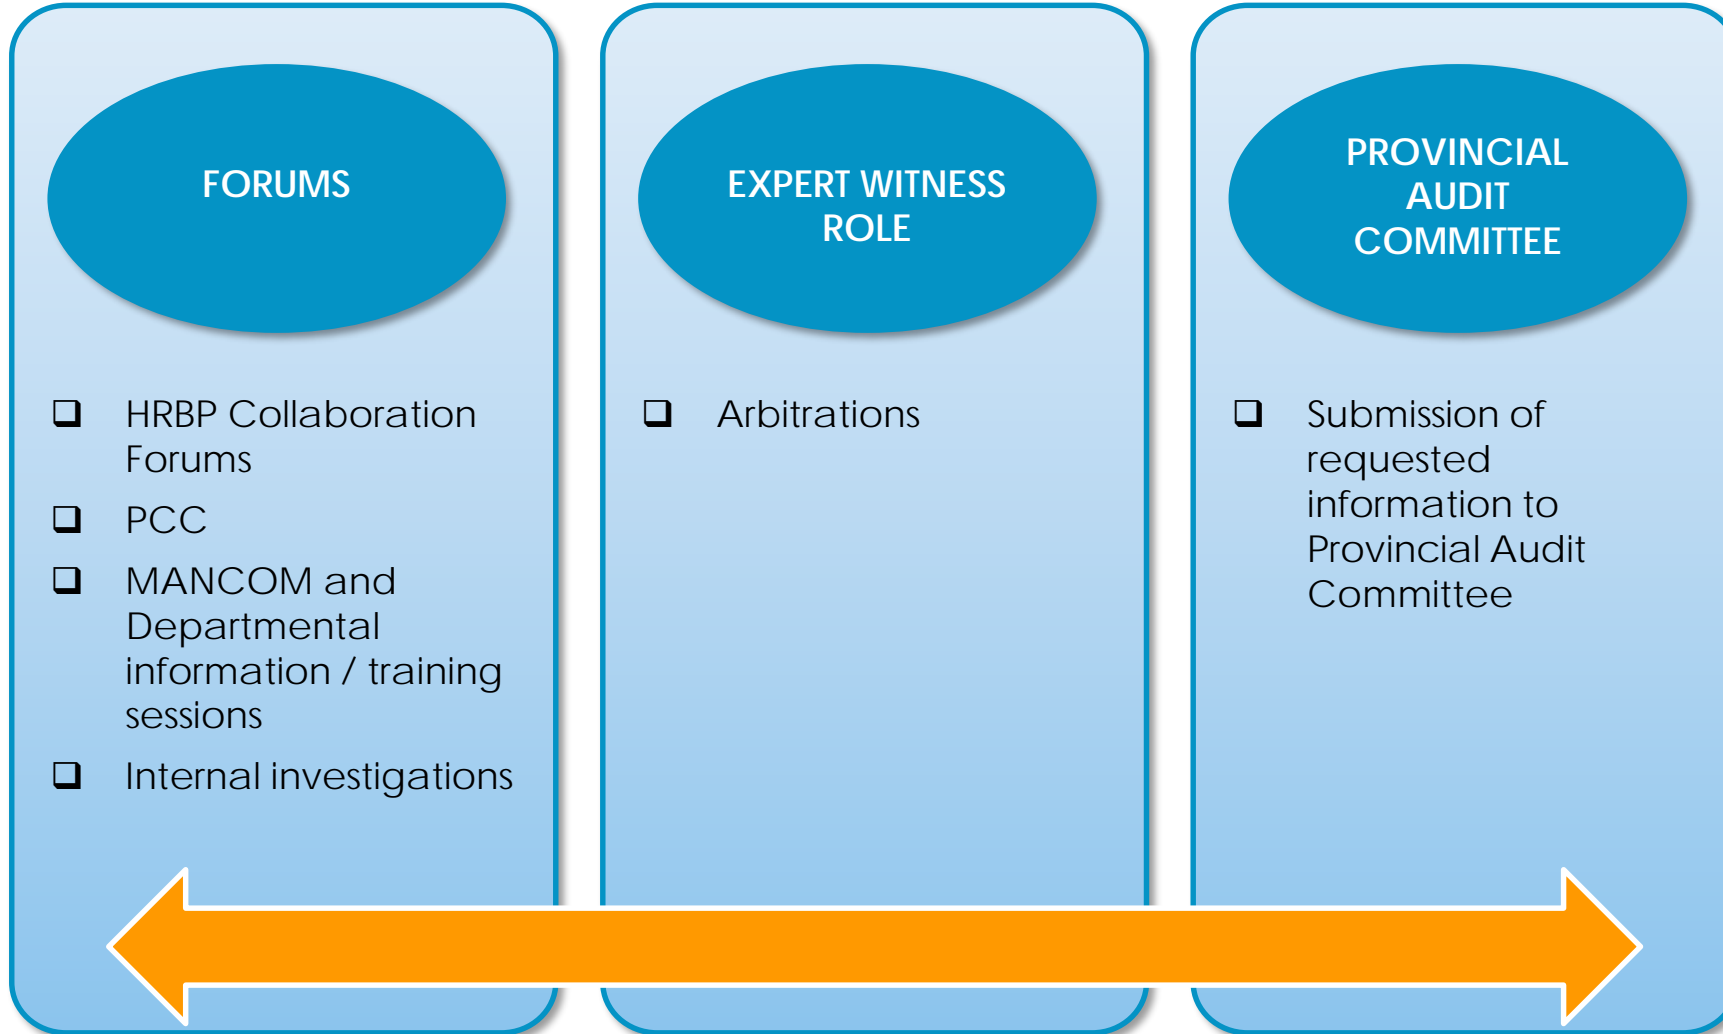 FORUMS
❑ HRBP Collaboration
Forums
❑ PCC
❑ MANCOM and
Departmental
information / training
sessions
❑ Internal investigations
EXPERT WITNESS
ROLE
❑ Arbitrations
PROVINCIAL
AUDIT
COMMITTEE
❑ Submission of
requested
information to
Provincial Audit
Committee